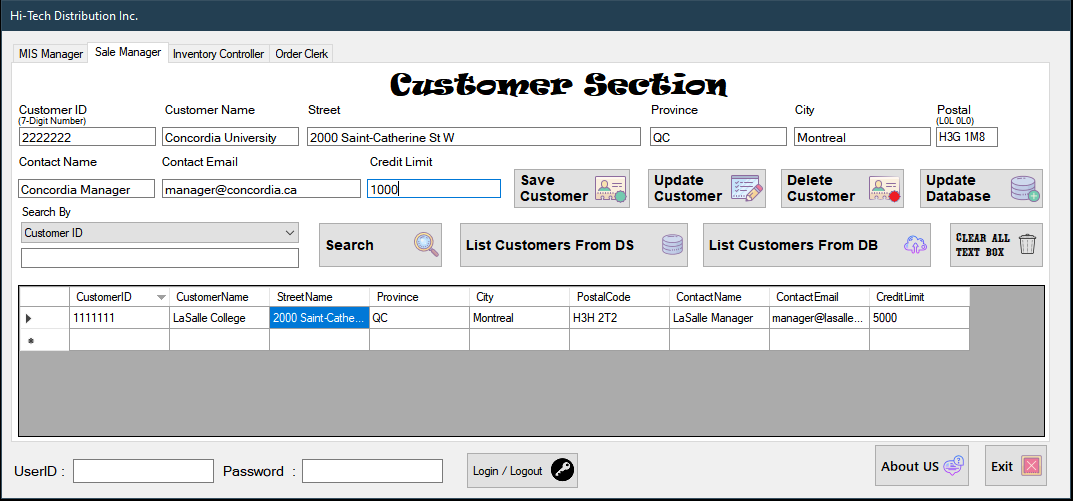 Hi-Tech Distribution Inc.
MIS Manager Sale Manager Inventory Controller Order Clerk
Customer Section
Customer ID Customer Name Street Province City Postal
(7-Digit Number) (L0L 0L0)
2222222 Concordia University 2000 Saint-Catherine St W QC Montreal H3G 1M8
Contact Name Contact Email Credit Limit
Concordia Manager manager@concordia.ca 1000
Save Customer Update Customer Delete Customer Update Database
Search By
Customer ID
Search List Customers From DS List Customers From DB CLEAR ALL TEXT BOX
CustomerID CustomerName StreetName Province City PostalCode ContactName ContactEmail CreditLimit
1111111 LaSalle College 2000 Saint-Cathe... QC Montreal H3H 2T2 LaSalle Manager manager@lasalle... 5000
UserID : Password : Login / Logout About US Exit